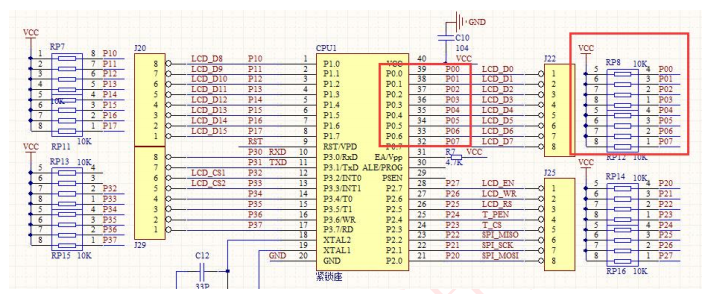 GND
C10
104
VCC
RP7
1 8 P10
2 7 P11
3 6 P12
4 5 P13
5 4 P14
6 3 P15
7 2 P16
8 1 P17
10K
RP11 10K
J20
8 LCD_D8 P10 1 P1.0
7 LCD_D9 P11 2 P1.1
6 LCD_D10 P12 3 P1.2
5 LCD_D11 P13 4 P1.3
4 LCD_D12 P14 5 P1.4
3 LCD_D13 P15 6 P1.5
2 LCD_D14 P16 7 P1.6
1 LCD_D15 P17 8 P1.7
CPU1
VCC 40 VCC
P0.0 39 P00 LCD_D0 1
P0.1 38 P01 LCD_D1 2
P0.2 37 P02 LCD_D2 3
P0.3 36 P03 LCD_D3 4
P0.4 35 P04 LCD_D4 5
P0.5 34 P05 LCD_D5 6
P0.6 33 P06 LCD_D6 7
P0.7 32 P07 LCD_D7 8
J22
VCC
RP8 10K
5 4 P00
6 3 P01
7 2 P02
8 1 P03
5 4 P04
6 3 P05
7 2 P06
8 1 P07
RP12 10K
VCC
RP13 10K
5 4
6 3
7 2 P32
8 1 P33
5 4 P34
6 3 P35
7 2 P36
8 1 P37
RP15 10K
RST 9 RST/VPD
8 P30 RXD 10 P3.0/RxD
7 P31 TXD 11 P3.1/TxD
6 LCD_CS1 P32 12 P3.2/INT0
5 LCD_CS2 P33 13 P3.3/INT1
4 P34 14 P3.4/T0
3 P35 15 P3.5/T1
2 P36 16 P3.6/WR
1 P37 17 P3.7/RD
J29
18 XTAL2
19 XTAL1
GND 20 GND
C12
33P
EA/Vpp 31 R7 VCC
4.7K
ALE/PROG 30
PSEN 29
P2.7 28 P27 LCD_EN 1
P2.6 27 P26 LCD_WR 2
P2.5 26 P25 LCD_RS 3
P2.4 25 P24 T_PEN 4
P2.3 24 P23 T_CS 5
P2.2 23 P22 SPI_MISO 6
P2.1 22 P21 SPI_SCK 7
P2.0 21 P20 SPI_MOSI 8
J25
紧锁座
VCC
RP14 10K
5 4 P20
6 3 P21
7 2 P22
8 1 P23
5 4 P24
6 3 P25
7 2 P26
8 1 P27
RP16 10K